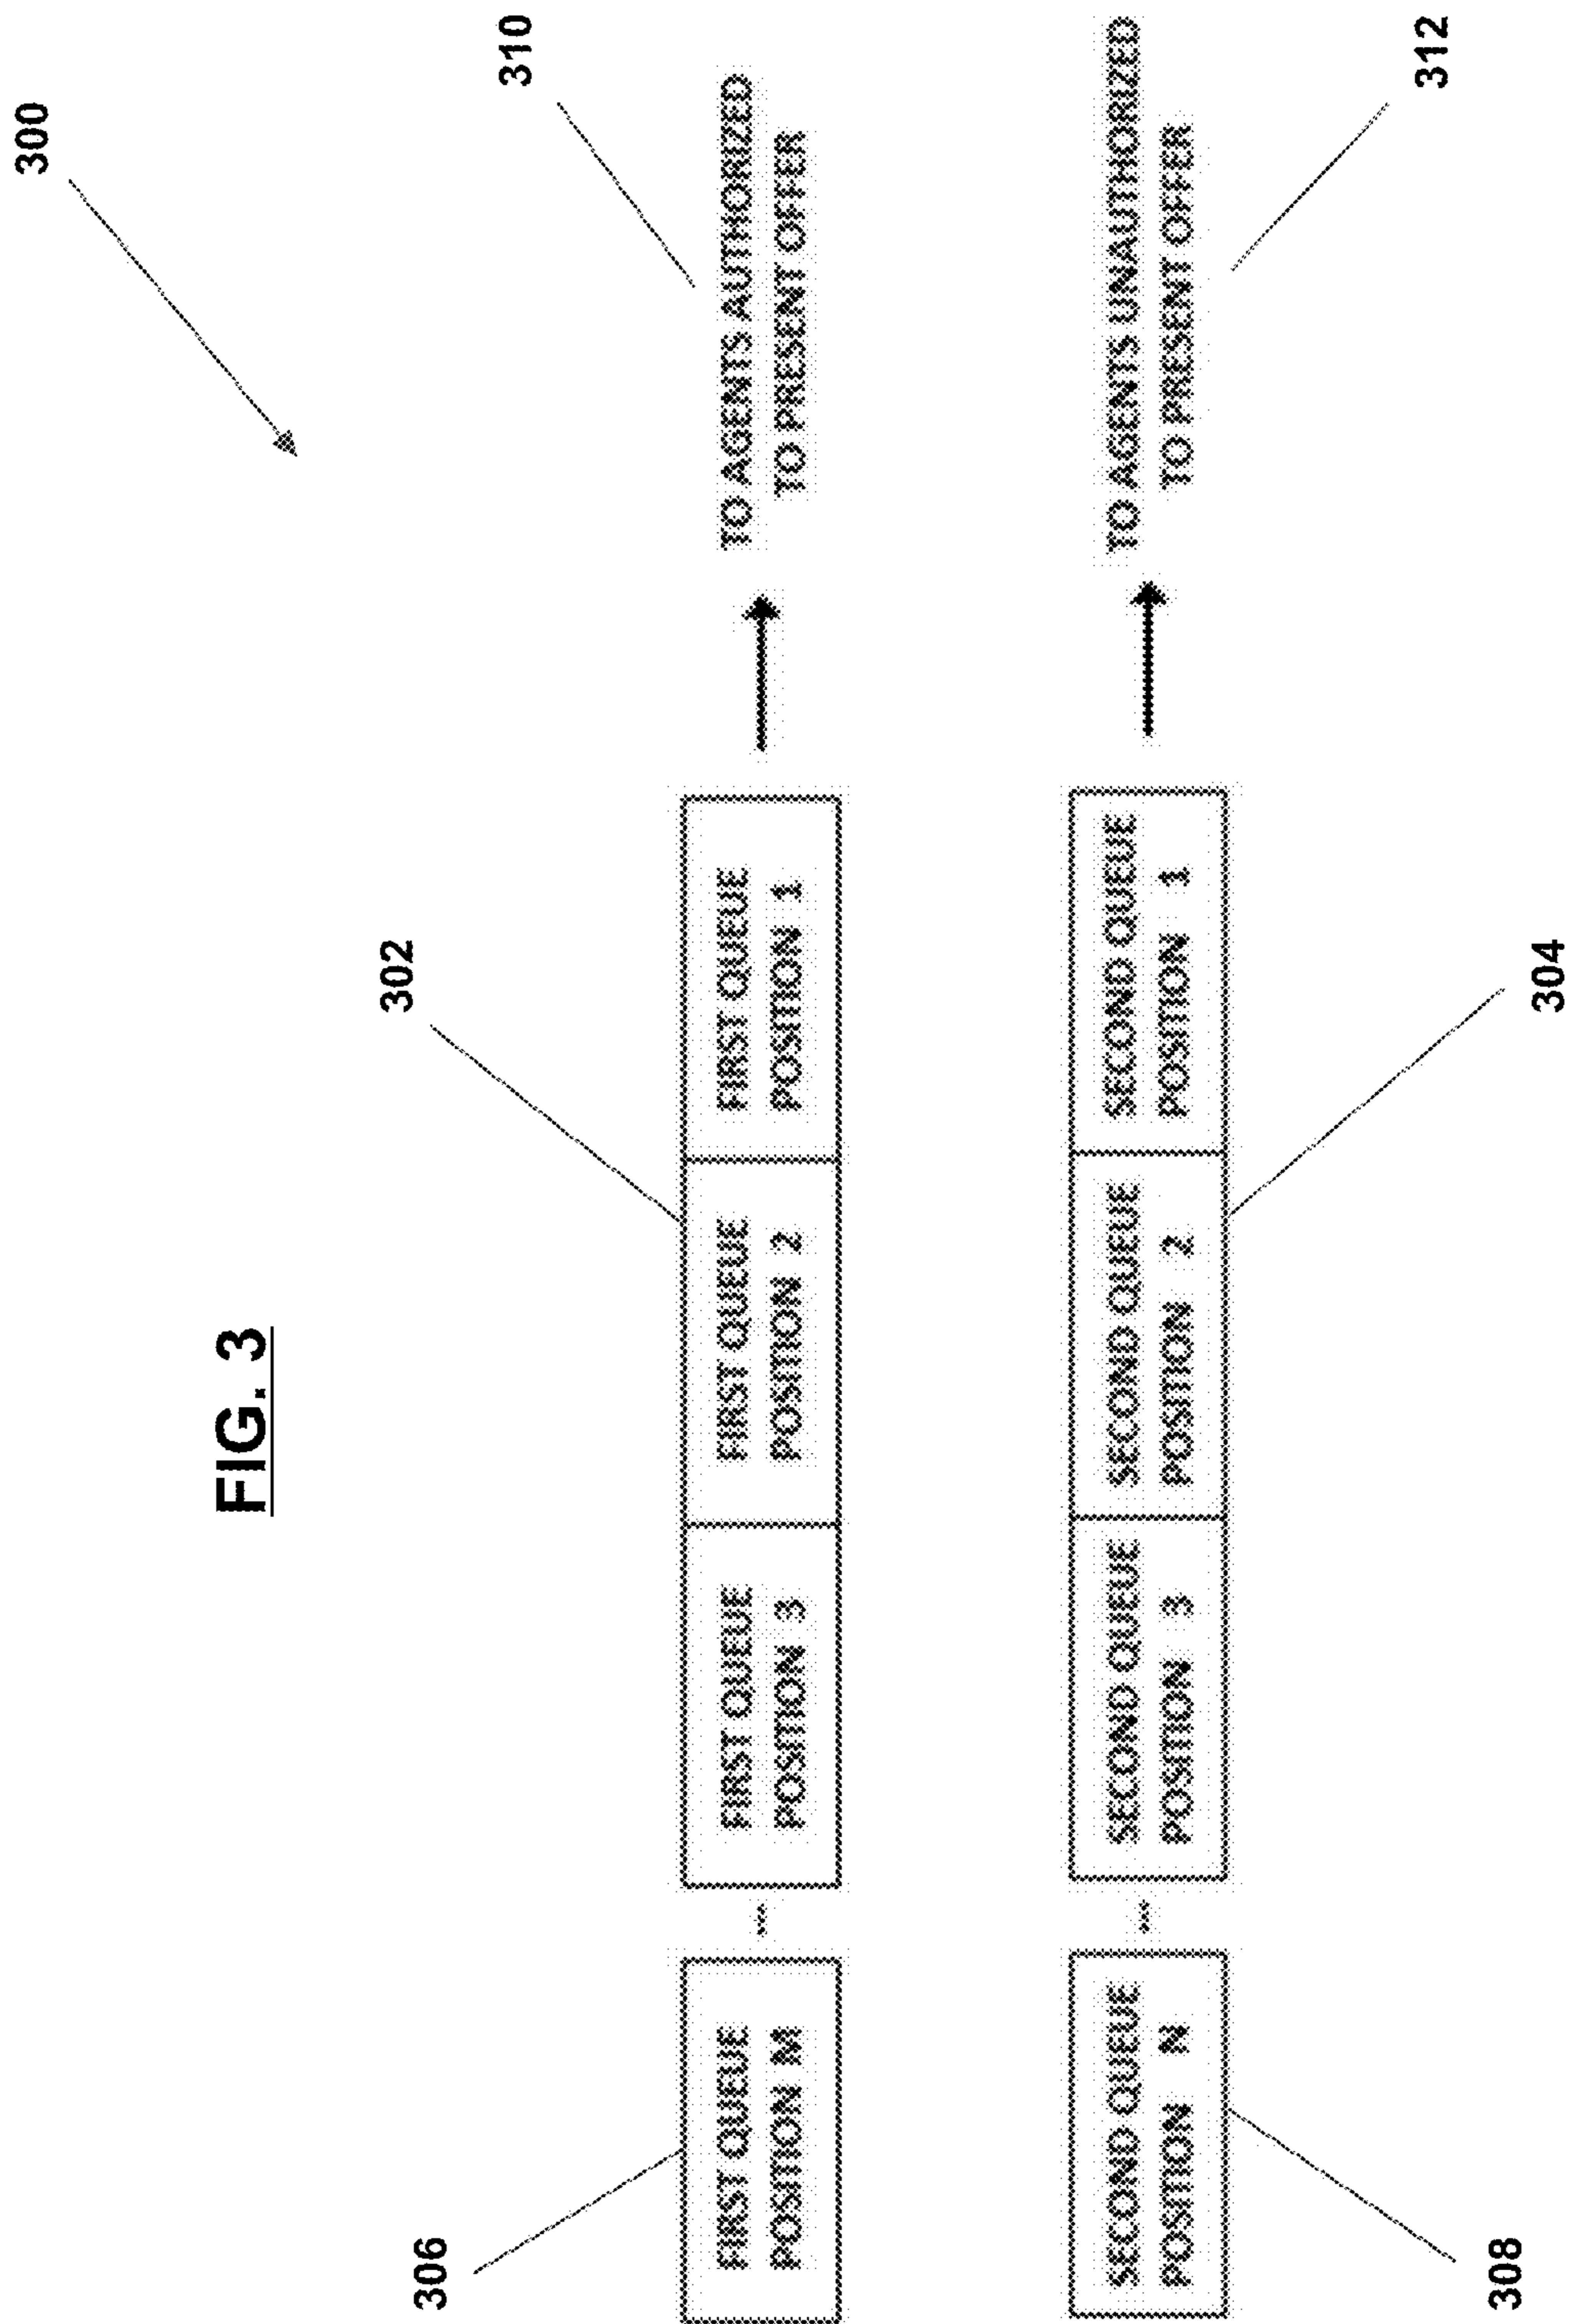 FIG. 3
300
302
306
FIRST QUEUE
POSITION M
---
FIRST QUEUE
POSITION 3
FIRST QUEUE
POSITION 2
FIRST QUEUE
POSITION 1
TO AGENTS AUTHORIZED
TO PRESENT OFFER
310
SECOND QUEUE
POSITION N
---
SECOND QUEUE
POSITION 3
SECOND QUEUE
POSITION 2
SECOND QUEUE
POSITION 1
TO AGENTS UNAUTHORIZED
TO PRESENT OFFER
312
308
304